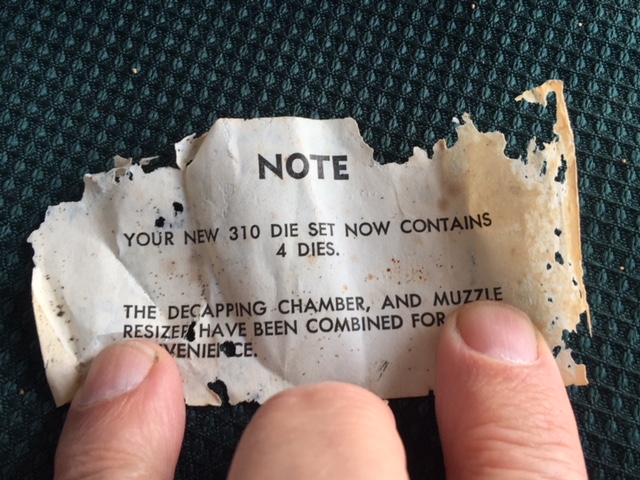 NOTE
YOUR NEW 310 DIE SET NOW CONTAINS
4 DIES.
THE DECAPPING CHAMBER, AND MUZZLE
RESIZER HAVE BEEN COMBINED FOR